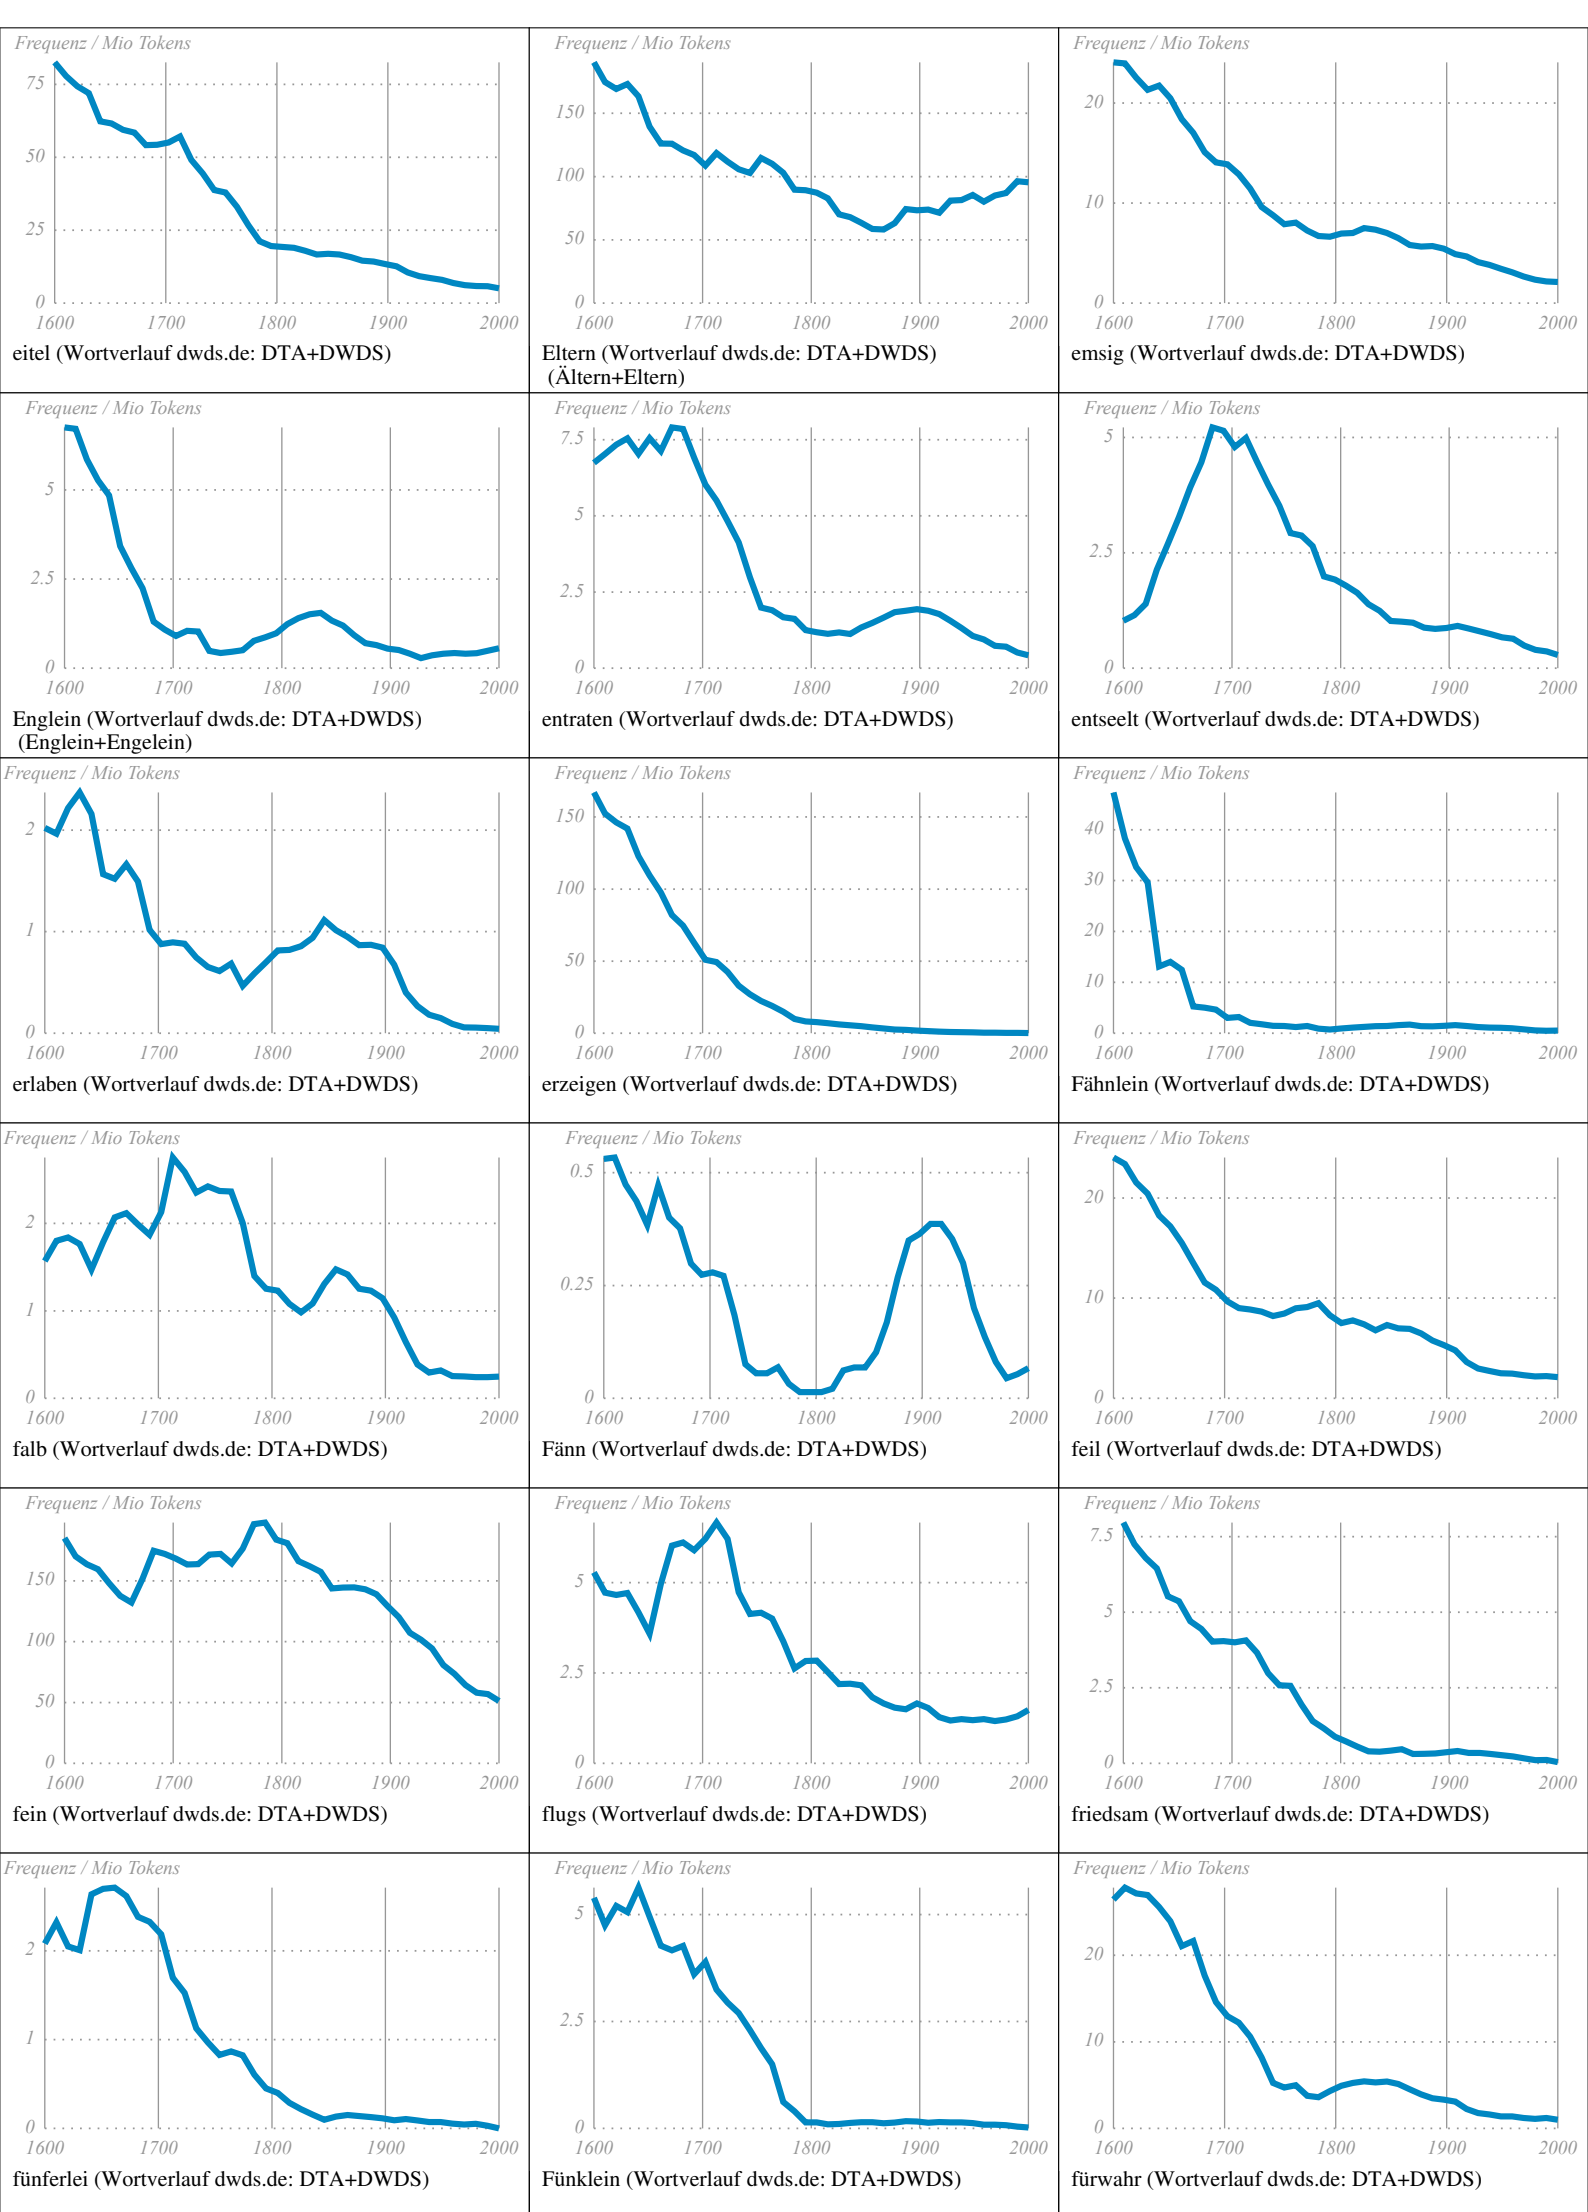 Frequenz / Mio Tokens
75
50
25
0
1600 1700 1800 1900 2000
eitel (Wortverlauf dwds.de: DTA+DWDS)
Frequenz / Mio Tokens
150
100
50
0
1600 1700 1800 1900 2000
Eltern (Wortverlauf dwds.de: DTA+DWDS)
(Ältern+Eltern)
Frequenz / Mio Tokens
20
10
0
1600 1700 1800 1900 2000
emsig (Wortverlauf dwds.de: DTA+DWDS)
Frequenz / Mio Tokens
5
2.5
0
1600 1700 1800 1900 2000
Englein (Wortverlauf dwds.de: DTA+DWDS)
(Englein+Engelein)
Frequenz / Mio Tokens
7.5
5
2.5
0
1600 1700 1800 1900 2000
entraten (Wortverlauf dwds.de: DTA+DWDS)
Frequenz / Mio Tokens
5
2.5
0
1600 1700 1800 1900 2000
entseelt (Wortverlauf dwds.de: DTA+DWDS)
Frequenz / Mio Tokens
2
1
0
1600 1700 1800 1900 2000
erlaben (Wortverlauf dwds.de: DTA+DWDS)
Frequenz / Mio Tokens
150
100
50
0
1600 1700 1800 1900 2000
erzeigen (Wortverlauf dwds.de: DTA+DWDS)
Frequenz / Mio Tokens
40
30
20
10
0
1600 1700 1800 1900 2000
Fähnlein (Wortverlauf dwds.de: DTA+DWDS)
Frequenz / Mio Tokens
2
1
0
1600 1700 1800 1900 2000
falb (Wortverlauf dwds.de: DTA+DWDS)
Frequenz / Mio Tokens
0.5
0.25
0
1600 1700 1800 1900 2000
Fänn (Wortverlauf dwds.de: DTA+DWDS)
Frequenz / Mio Tokens
20
10
0
1600 1700 1800 1900 2000
feil (Wortverlauf dwds.de: DTA+DWDS)
Frequenz / Mio Tokens
150
100
50
0
1600 1700 1800 1900 2000
fein (Wortverlauf dwds.de: DTA+DWDS)
Frequenz / Mio Tokens
5
2.5
0
1600 1700 1800 1900 2000
flugs (Wortverlauf dwds.de: DTA+DWDS)
Frequenz / Mio Tokens
7.5
5
2.5
0
1600 1700 1800 1900 2000
friedsam (Wortverlauf dwds.de: DTA+DWDS)
Frequenz / Mio Tokens
2
1
0
1600 1700 1800 1900 2000
fünferlei (Wortverlauf dwds.de: DTA+DWDS)
Frequenz / Mio Tokens
5
2.5
0
1600 1700 1800 1900 2000
Fünklein (Wortverlauf dwds.de: DTA+DWDS)
Frequenz / Mio Tokens
20
10
0
1600 1700 1800 1900 2000
fürwahr (Wortverlauf dwds.de: DTA+DWDS)